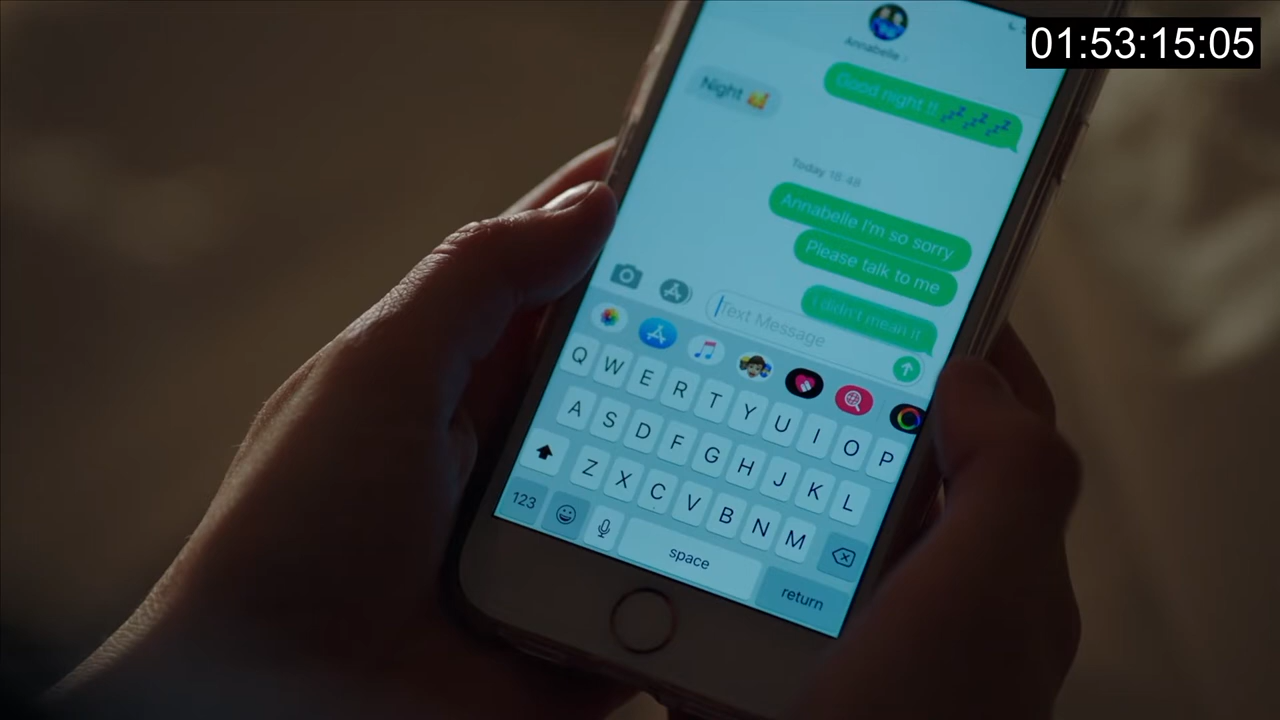 01:53:15:05
Annabelle
Good night !! 💤💤💤
Night 🥰
Today 18:48
Annabelle I'm so sorry
Please talk to me
I didn't mean it
Text Message
Q W E R T Y U I O P
A S D F G H J K L
Z X C V B N M
123
space
return